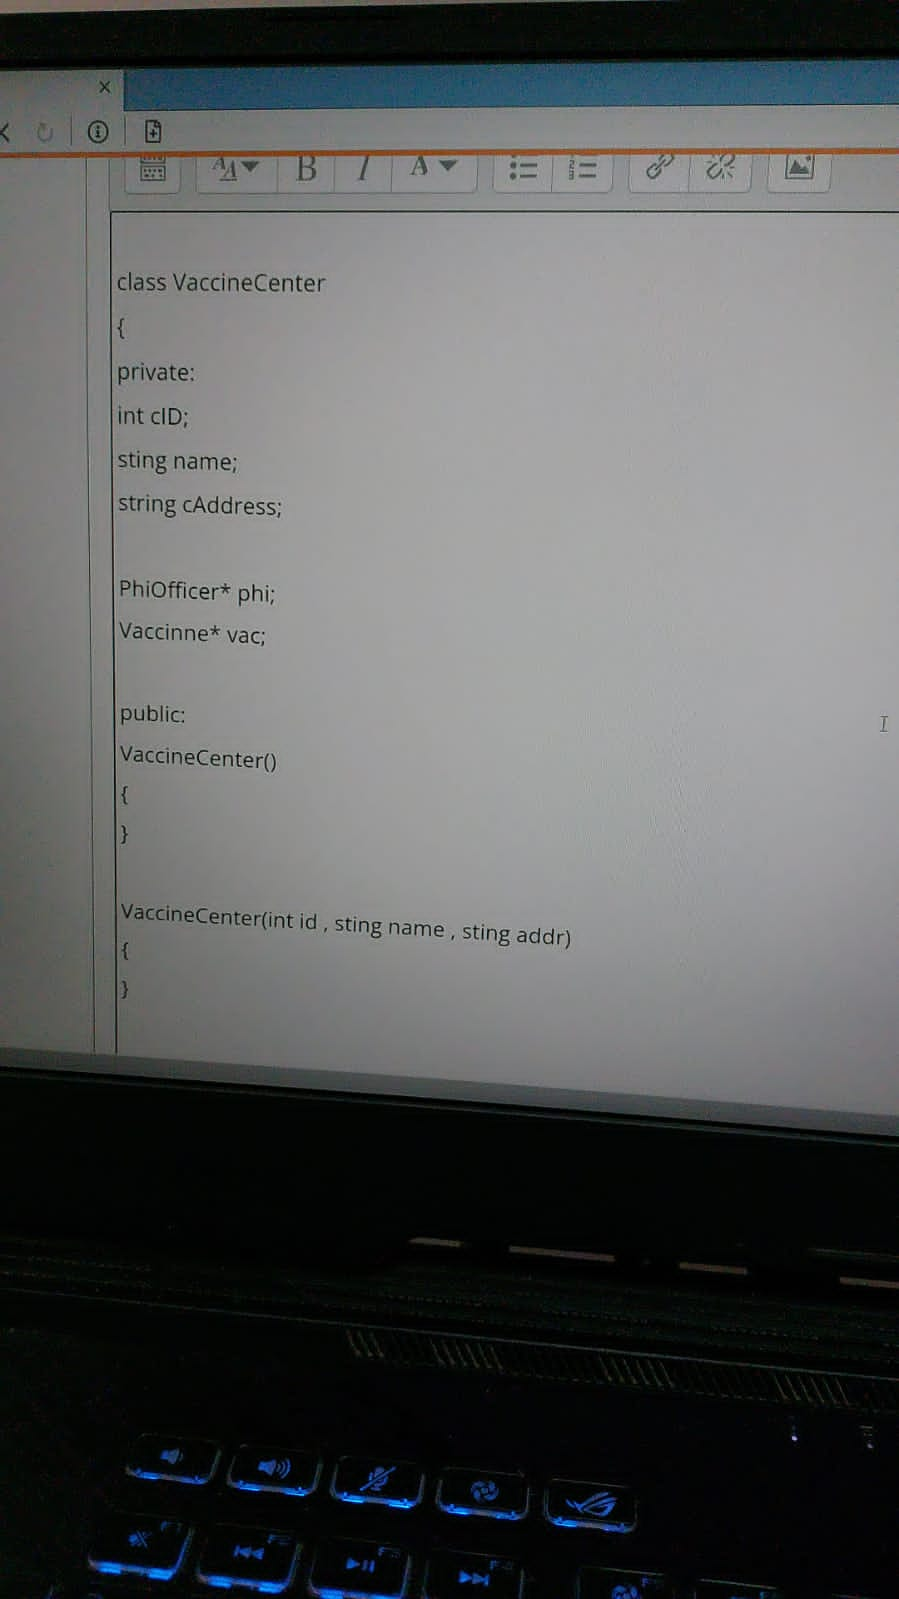 B I A
class VaccineCenter
{
private:
int cID;
sting name;
string cAddress;
PhiOfficer* phi;
Vaccinne* vac;
public:
VaccineCenter()
{
}
VaccineCenter(int id , sting name , sting addr)
{
}